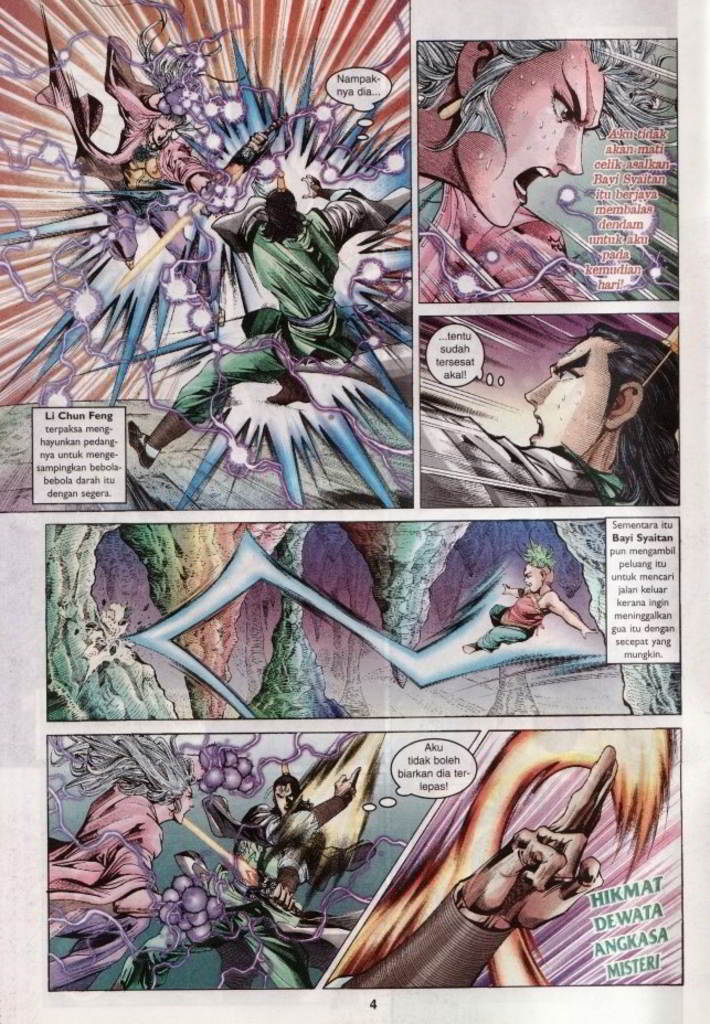 Nampak-
nya dia...
Aku tidak
akan mati
celik asalkan
Bayi Syaitan
itu berjaya
membalas
dendam
untuk aku
pada
kemudian
hari!
...tentu
sudah
tersesat
akal!
Li Chun Feng
terpaksa meng-
hayunkan pedang-
nya untuk menge-
sampingkan bebola-
bebola darah itu
dengan segera.
Sementara itu
Bayi Syaitan
pun mengambil
peluang itu
untuk mencari
jalan keluar
kerana ingin
meninggalkan
gua itu dengan
secepat yang
mungkin.
Aku
tidak boleh
biarkan dia ter-
lepas!
HIKMAT
DEWATA
ANGKASA
MISTERI
4